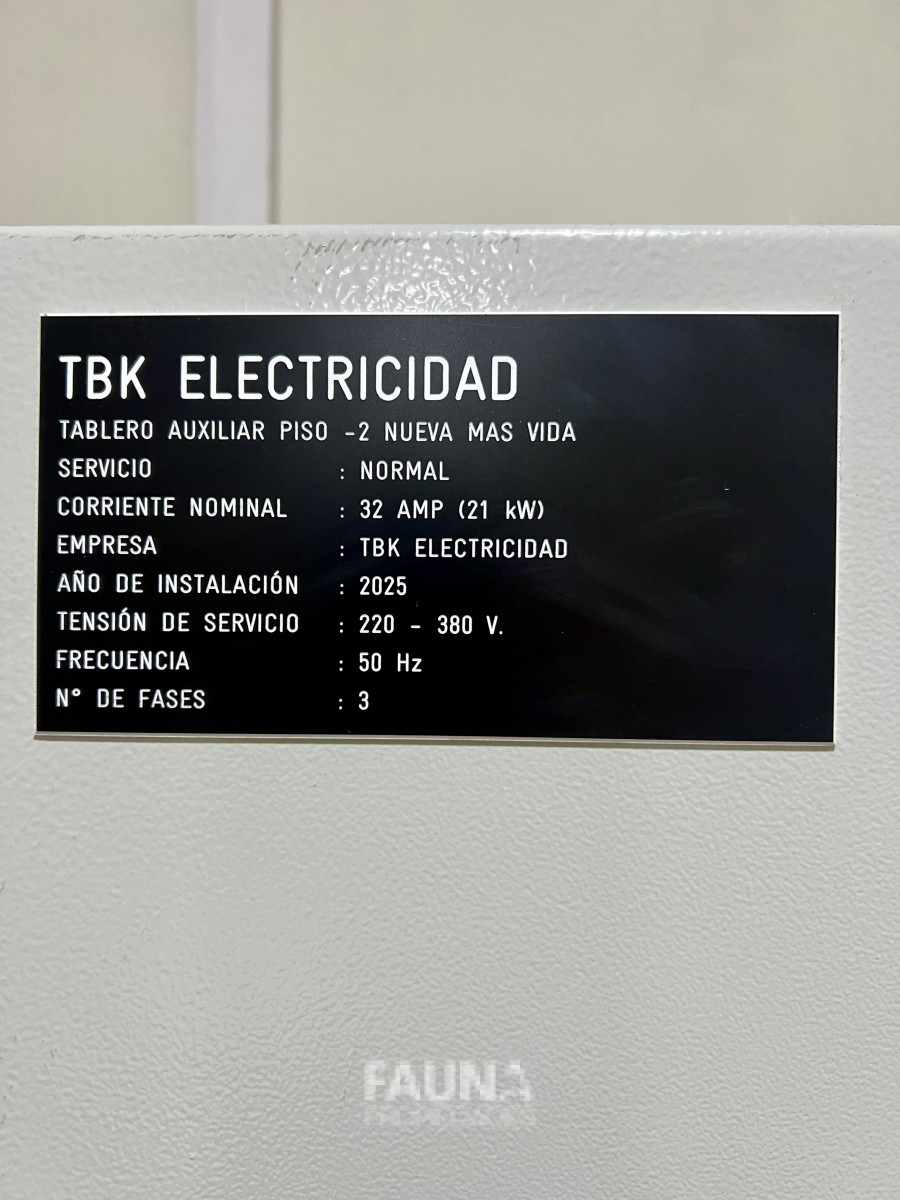 TBK ELECTRICIDAD
TABLERO AUXILIAR PISO -2 NUEVA MAS VIDA
SERVICIO : NORMAL
CORRIENTE NOMINAL : 32 AMP (21 kW)
EMPRESA : TBK ELECTRICIDAD
AÑO DE INSTALACIÓN : 2025
TENSIÓN DE SERVICIO : 220 - 380 V.
FRECUENCIA : 50 Hz
N° DE FASES : 3
FAUNA